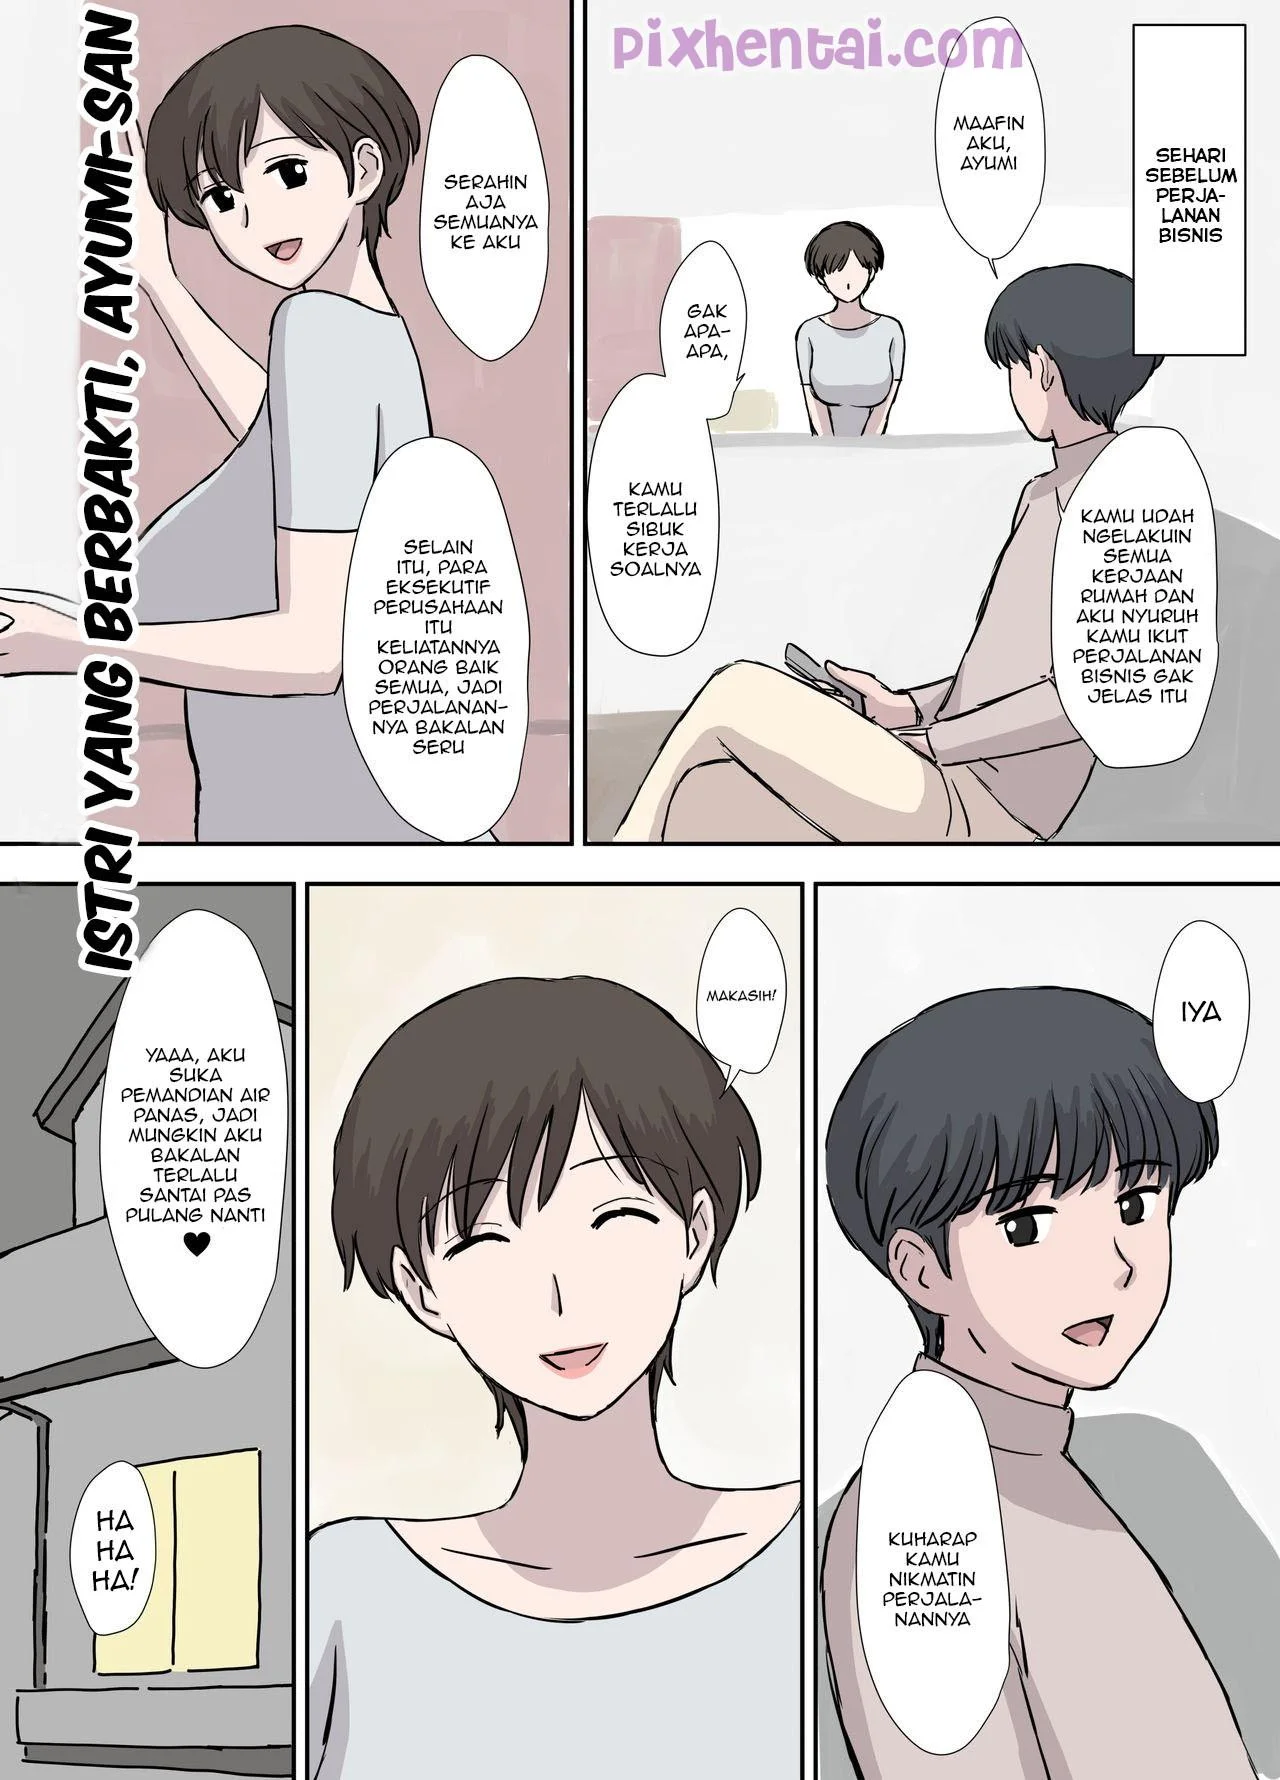 pixhentai.com
SEHARI
SEBELUM
PERJA-
LANAN
BISNIS
MAAFIN
AKU,
AYUMI
KAMU UDAH
NGELAKUIN
SEMUA
KERJAAN
RUMAH DAN
AKU NYURUH
KAMU IKUT
PERJALANAN
BISNIS GAK
JELAS ITU
GAK
APA-
APA,
KAMU
TERLALU
SIBUK
KERJA
SOALNYA
SERAHIN
AJA
SEMUANYA
KE AKU
SELAIN
ITU, PARA
EKSEKUTIF
PERUSAHAAN
ITU
KELIATANNYA
ORANG BAIK
SEMUA, JADI
PERJALANAN-
NYA BAKALAN
SERU
ISTRI YANG BERBAKTI, AYUMI-SAN
IYA
KUHARAP
KAMU
NIKMATIN
PERJALA-
NANNYA
MAKASIH!
YAAA, AKU
SUKA
PEMANDIAN AIR
PANAS, JADI
MUNGKIN AKU
BAKALAN
TERLALU
SANTAI PAS
PULANG NANTI
♥
HA
HA
HA!